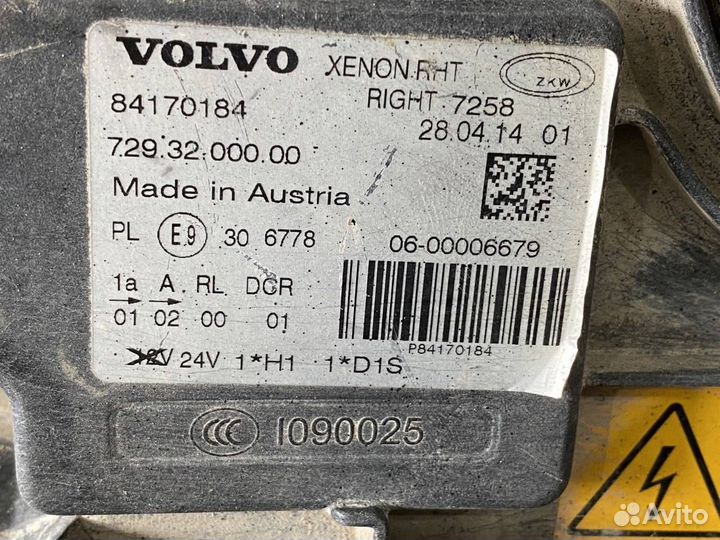 VOLVO XENON RHT ZKW
84170184 RIGHT 7258
28.04.14 01
729.32.000.00
Made in Austria
PL E9 30 6778 06-00006679
1a A RL DCR
01 02 00 01
P84170184
12V 24V 1*H1 1*D1S
CCC I090025
Avito